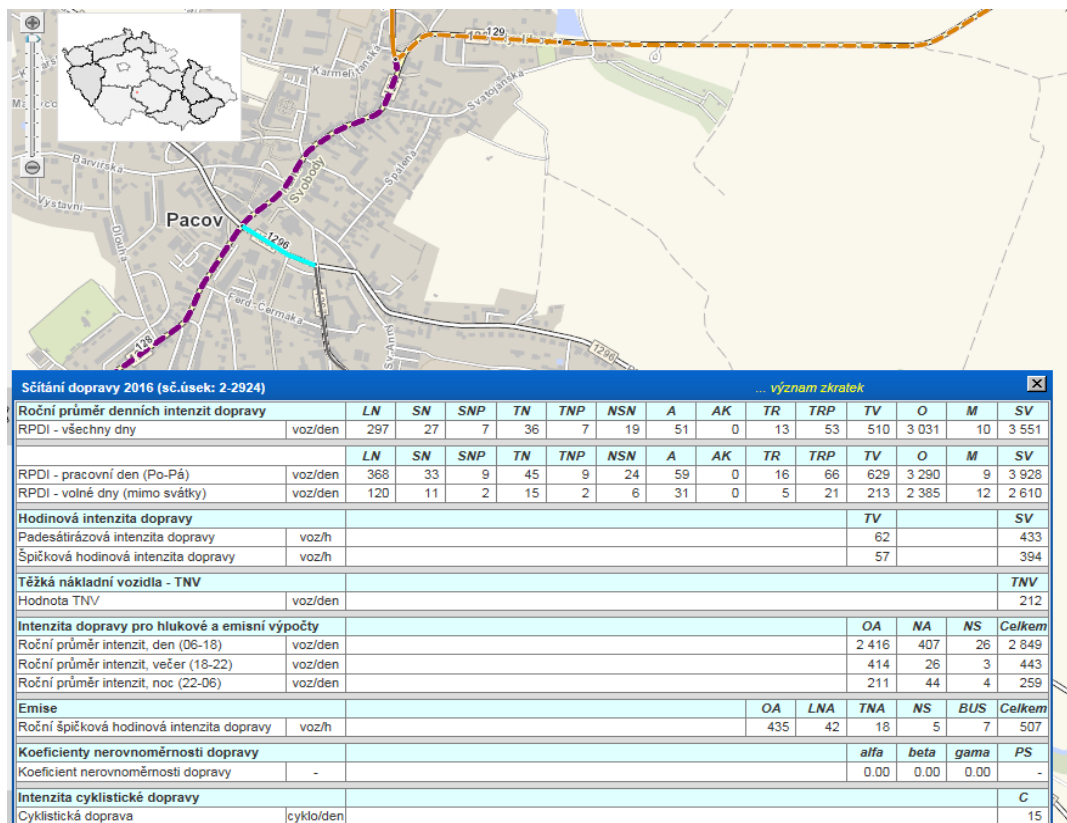 129
Karmelitánská
Svatojánská
Spálená
Svobody
Barvířská
Výstavní
Dlouhá
Pacov
1296
Ferd.Čermáka
Sv.Anny
128
1296
Sčítání dopravy 2016 (sč.úsek: 2-2924) ... význam zkratek
Roční průměr denních intenzit dopravy LN SN SNP TN TNP NSN A AK TR TRP TV O M SV
RPDI - všechny dny voz/den 297 27 7 36 7 19 51 0 13 53 510 3 031 10 3 551
LN SN SNP TN TNP NSN A AK TR TRP TV O M SV
RPDI - pracovní den (Po-Pá) voz/den 368 33 9 45 9 24 59 0 16 66 629 3 290 9 3 928
RPDI - volné dny (mimo svátky) voz/den 120 11 2 15 2 6 31 0 5 21 213 2 385 12 2 610
Hodinová intenzita dopravy TV SV
Padesátirázová intenzita dopravy voz/h 62 433
Špičková hodinová intenzita dopravy voz/h 57 394
Těžká nákladní vozidla - TNV TNV
Hodnota TNV voz/den 212
Intenzita dopravy pro hlukové a emisní výpočty OA NA NS Celkem
Roční průměr intenzit, den (06-18) voz/den 2 416 407 26 2 849
Roční průměr intenzit, večer (18-22) voz/den 414 26 3 443
Roční průměr intenzit, noc (22-06) voz/den 211 44 4 259
Emise OA LNA TNA NS BUS Celkem
Roční špičková hodinová intenzita dopravy voz/h 435 42 18 5 7 507
Koeficienty nerovnoměrnosti dopravy alfa beta gama PS
Koeficient nerovnoměrnosti dopravy - 0.00 0.00 0.00 -
Intenzita cyklistické dopravy C
Cyklistická doprava cyklo/den 15